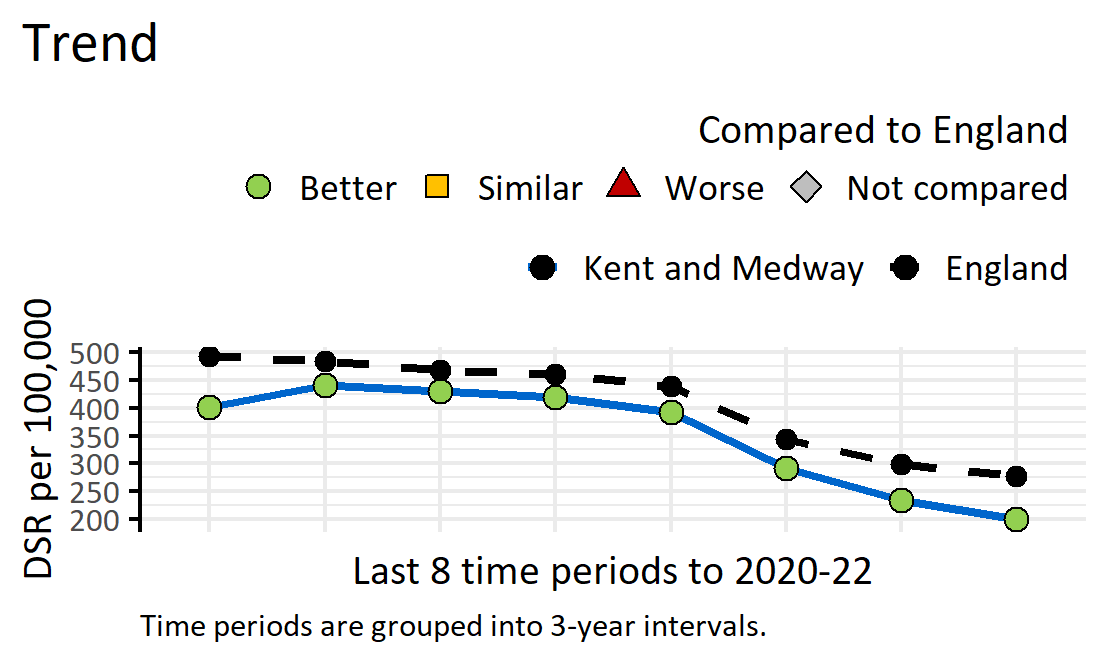 Trend
Compared to England
Better Similar Worse Not compared
Kent and Medway England
DSR per 100,000
500
450
400
350
300
250
200
Last 8 time periods to 2020-22
Time periods are grouped into 3-year intervals.